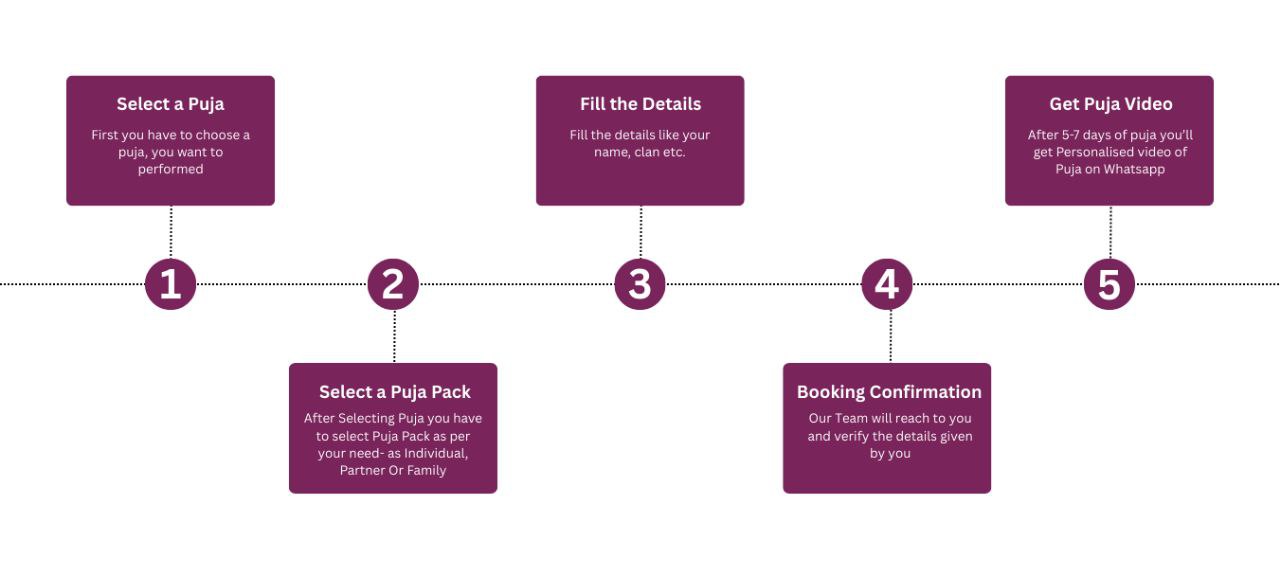 Select a Puja
First you have to choose a
puja, you want to
performed
1
2
Select a Puja Pack
After Selecting Puja you have
to select Puja Pack as per
your need- as Individual,
Partner Or Family
Fill the Details
Fill the details like your
name, clan etc.
3
4
Booking Confirmation
Our Team will reach to you
and verify the details given
by you
Get Puja Video
After 5-7 days of puja you'll
get Personalised video of
Puja on Whatsapp
5